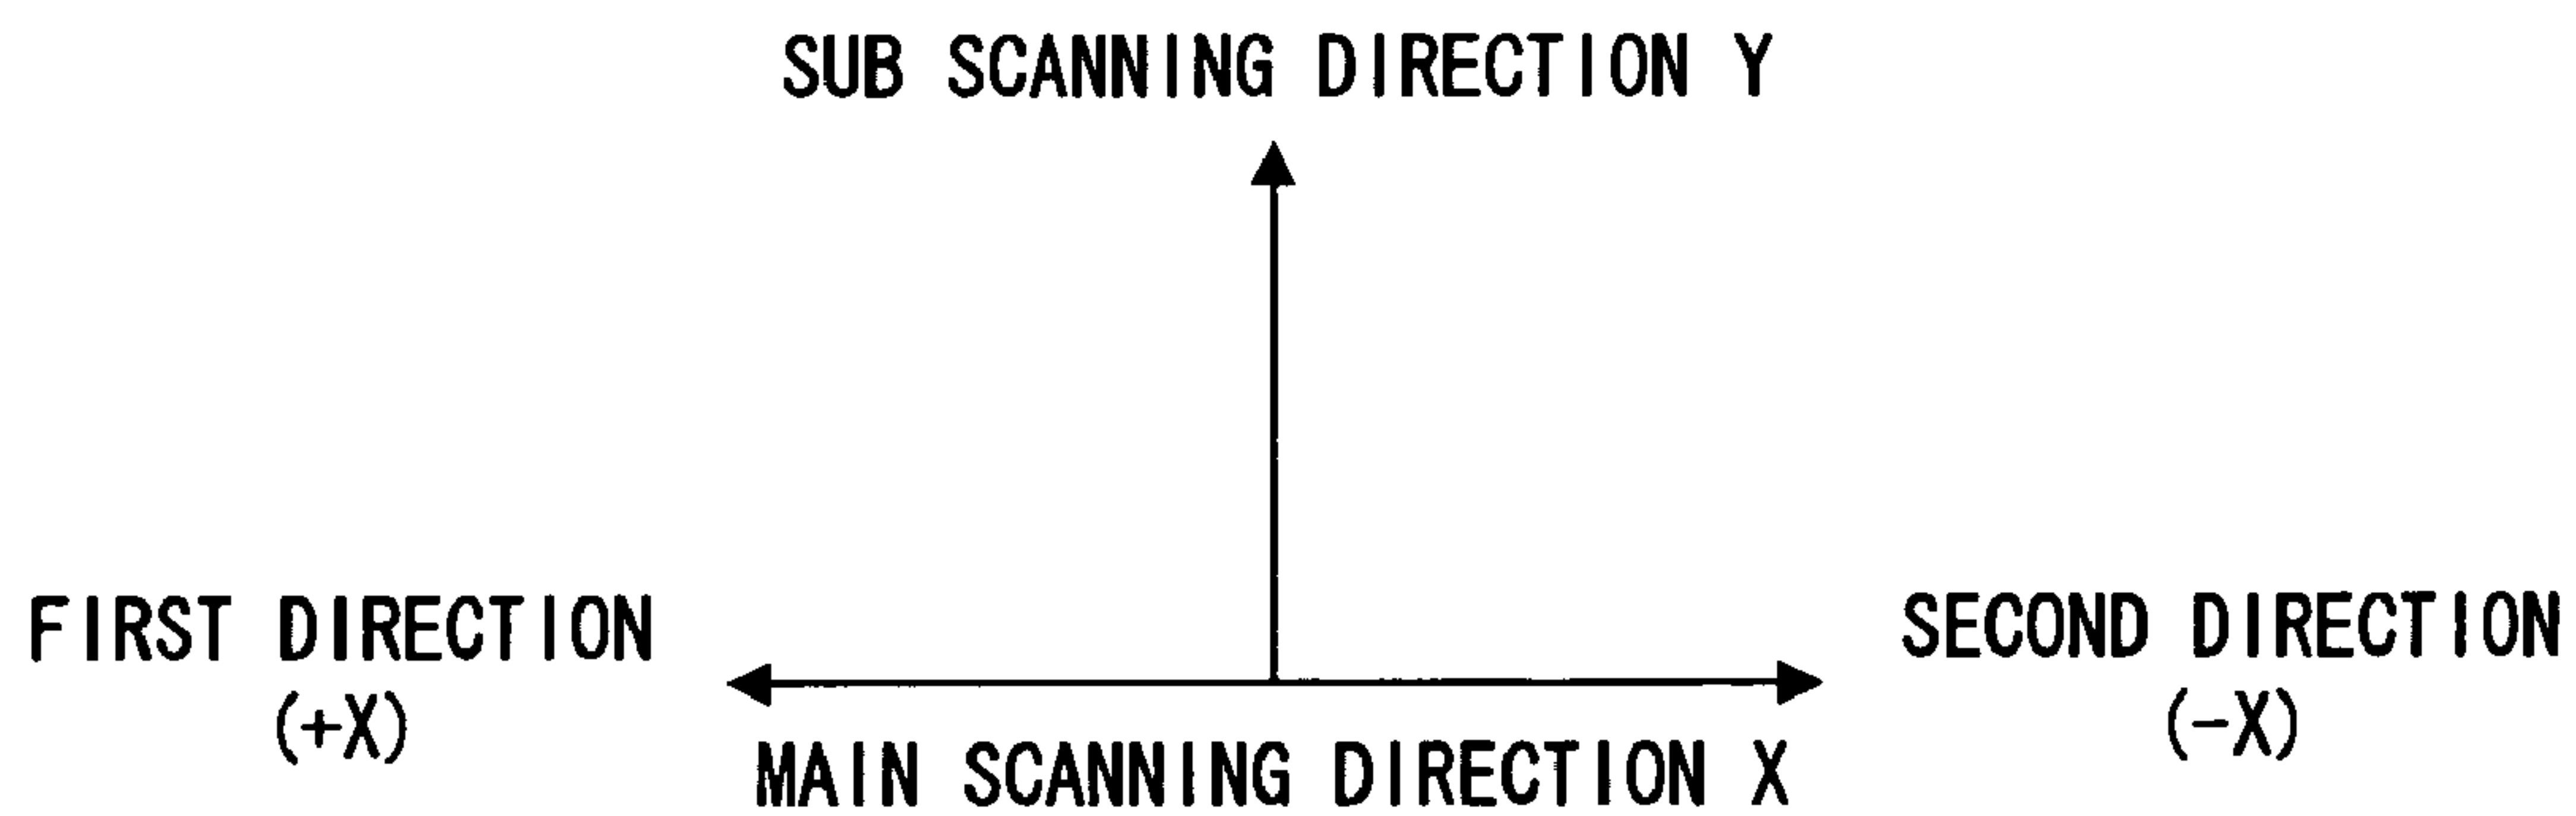 SUB SCANNING DIRECTION Y
FIRST DIRECTION
(+X)
SECOND DIRECTION
(-X)
MAIN SCANNING DIRECTION X